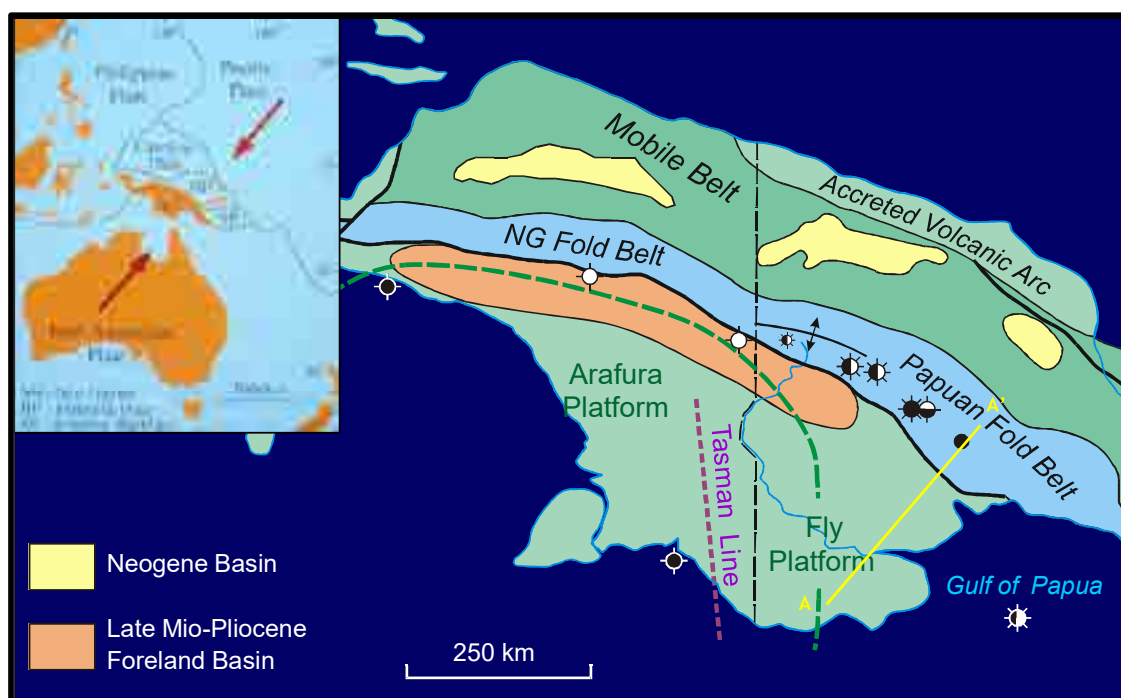 Philippine
Plate
Pacific
Plate
Mobile Belt
Accreted Volcanic Arc
NG Fold Belt
Papuan Fold Belt
A'
Arafura
Platform
Tasman Line
Fly
Platform
A
Gulf of Papua
Neogene Basin
Late Mio-Pliocene
Foreland Basin
250 km